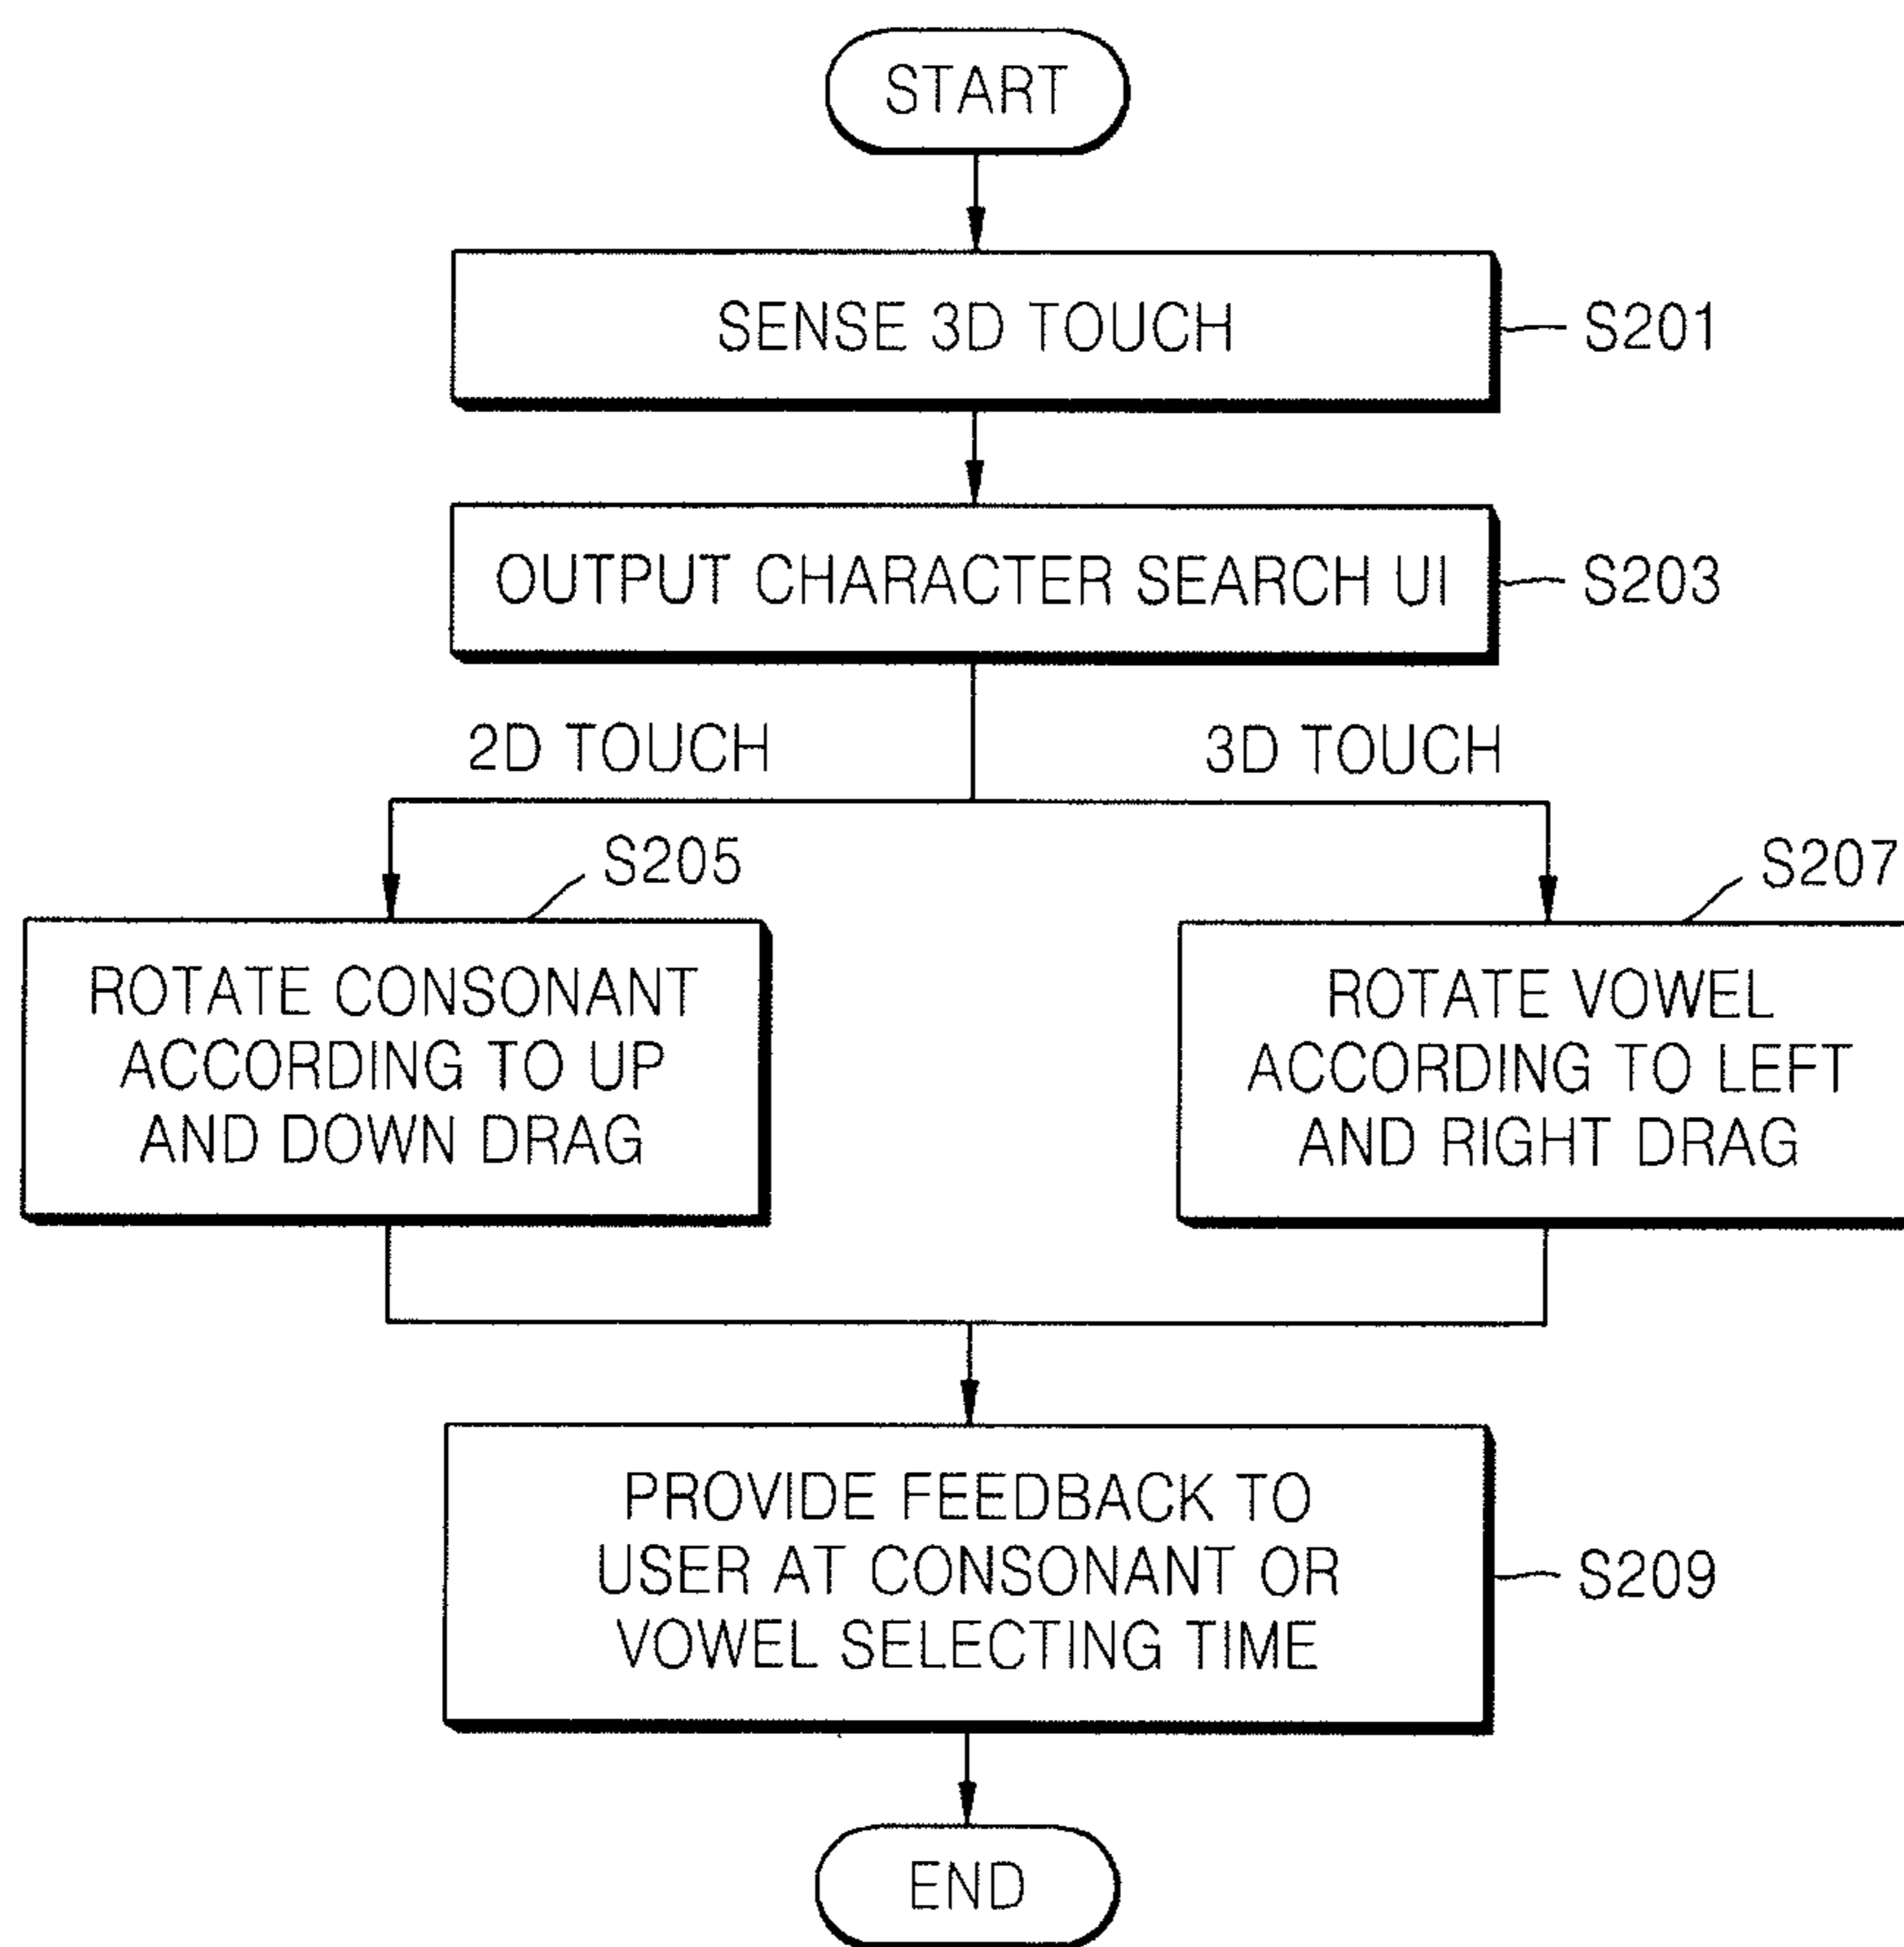 START
SENSE 3D TOUCH
S201
OUTPUT CHARACTER SEARCH UI
S203
2D TOUCH
3D TOUCH
S205
S207
ROTATE CONSONANT
ACCORDING TO UP
AND DOWN DRAG
ROTATE VOWEL
ACCORDING TO LEFT
AND RIGHT DRAG
PROVIDE FEEDBACK TO
USER AT CONSONANT OR
VOWEL SELECTING TIME
S209
END